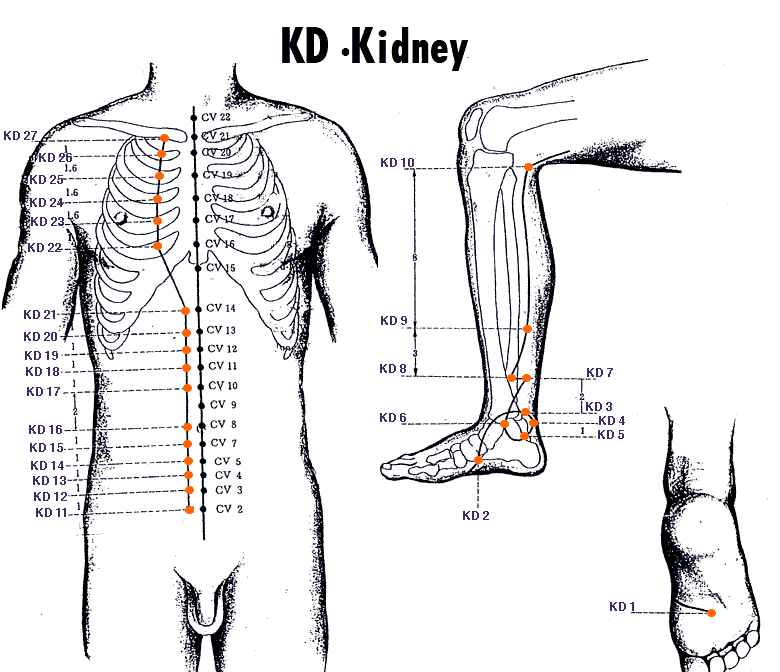 KD · Kidney
CV 22
KD 27
CV 21
KD 26
1
CV 20
KD 25
1.6
CV 19
KD 24
1.6
CV 18
KD 23
1.6
CV 17
KD 22
CV 16
CV 15
KD 21
CV 14
KD 20
CV 13
KD 19
1
CV 12
KD 18
1
CV 11
KD 17
1
CV 10
2
CV 9
KD 16
CV 8
KD 15
1
CV 7
KD 14
1
CV 5
KD 13
1
CV 4
KD 12
1
CV 3
KD 11
1
CV 2
KD 10
8
KD 9
3
KD 8
KD 7
2
KD 3
KD 6
KD 4
1
KD 5
KD 2
KD 1